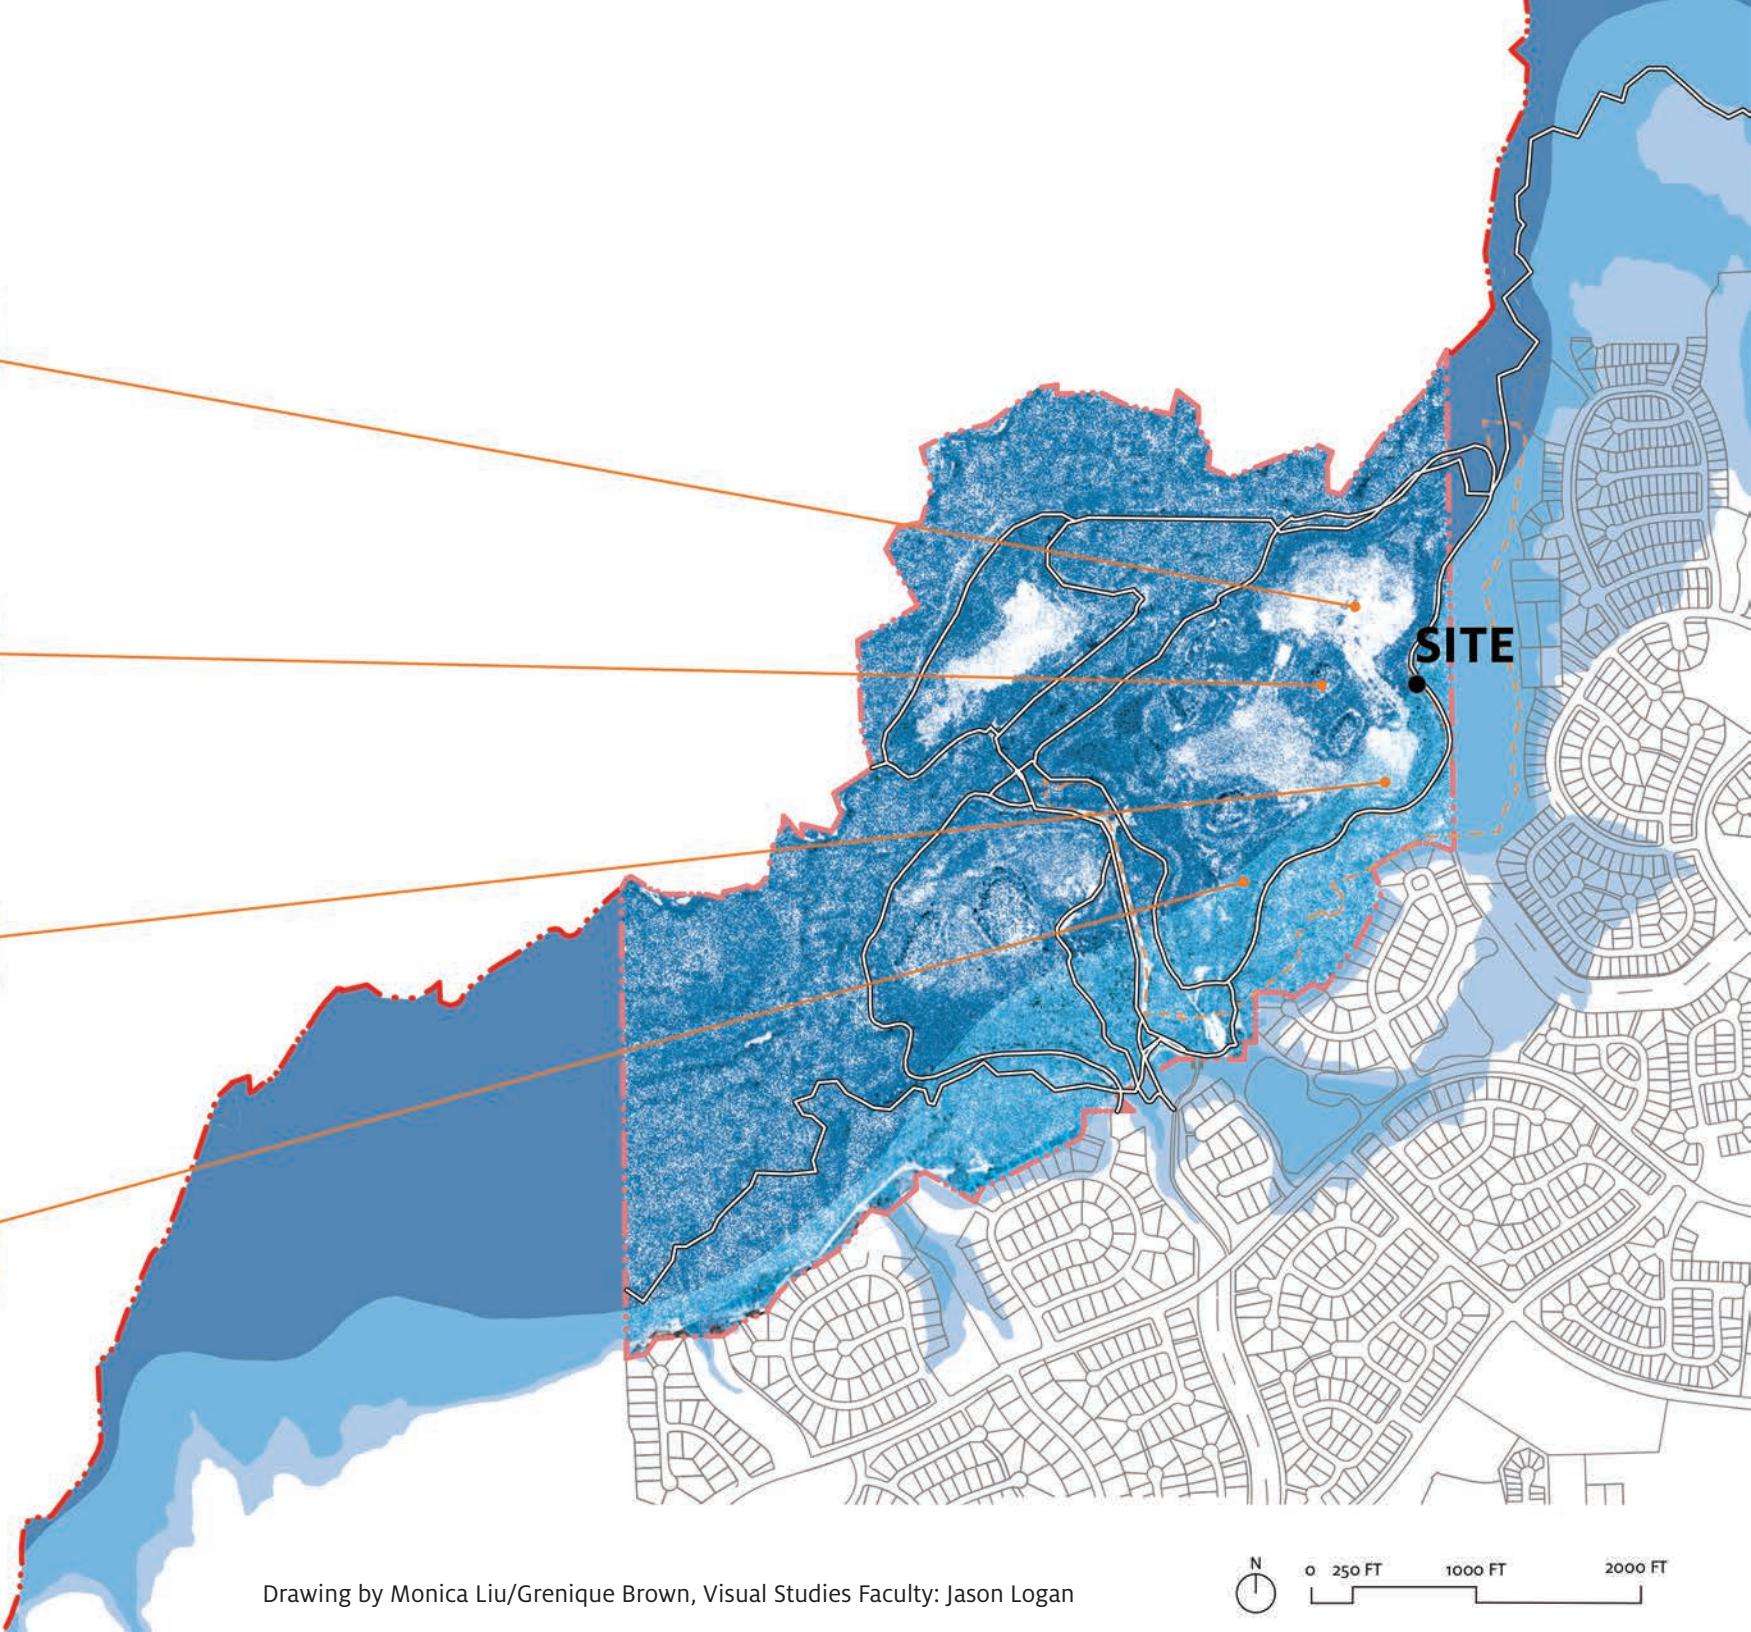 SITE
Drawing by Monica Liu/Grenique Brown, Visual Studies Faculty: Jason Logan
N
0 250 FT 1000 FT 2000 FT